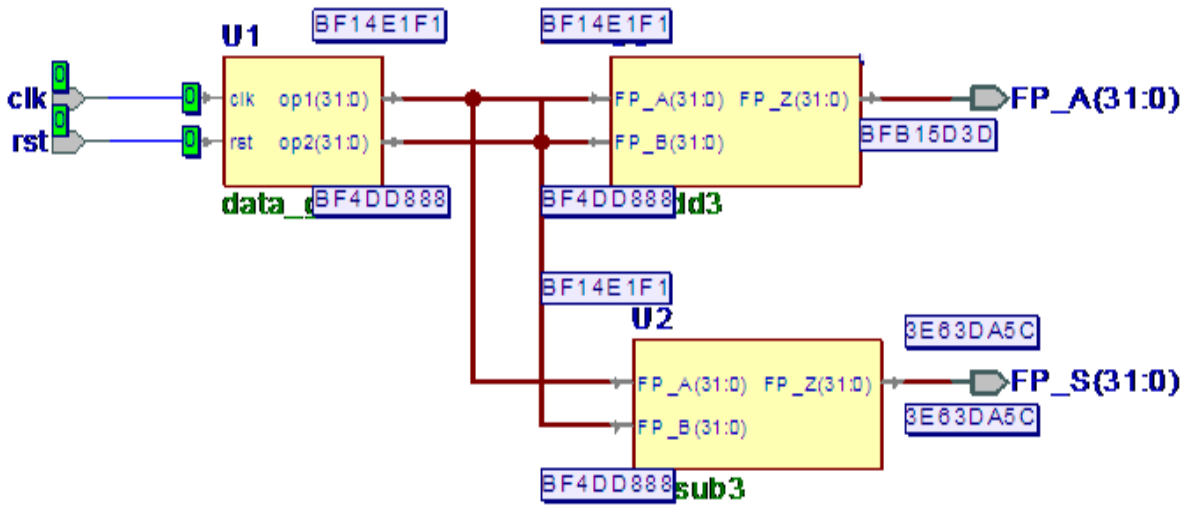 BF14E1F1
BF14E1F1
U1
clk
0
0
clk op1(31:0)
FP_A(31:0) FP_Z(31:0)
FP_A(31:0)
rst
0
0
rst op2(31:0)
FP_B(31:0)
BFB15D3D
BF4DD888
BF4DD888
BF14E1F1
U2
3E63DA5C
FP_A(31:0) FP_Z(31:0)
FP_S(31:0)
FP_B(31:0)
3E63DA5C
BF4DD888
sub3